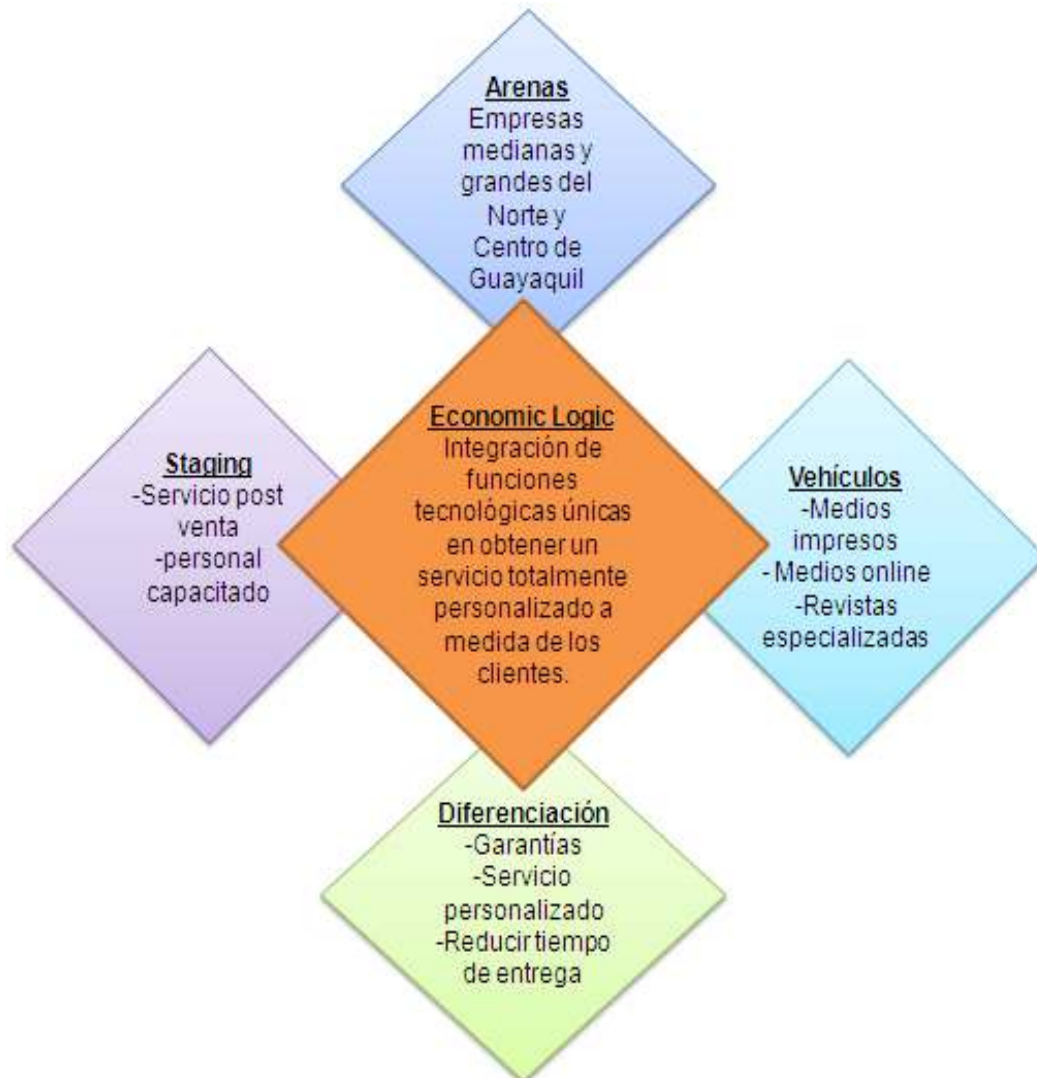 Arenas
Empresas
medianas y
grandes del
Norte y
Centro de
Guayaquil
Economic Logic
Integración de
funciones
tecnológicas únicas
en obtener un
servicio totalmente
personalizado a
medida de los
clientes.
Staging
-Servicio post
venta
-personal
capacitado
Vehículos
-Medios
impresos
- Medios online
-Revistas
especializadas
Diferenciación
-Garantías
-Servicio
personalizado
-Reducir tiempo
de entrega